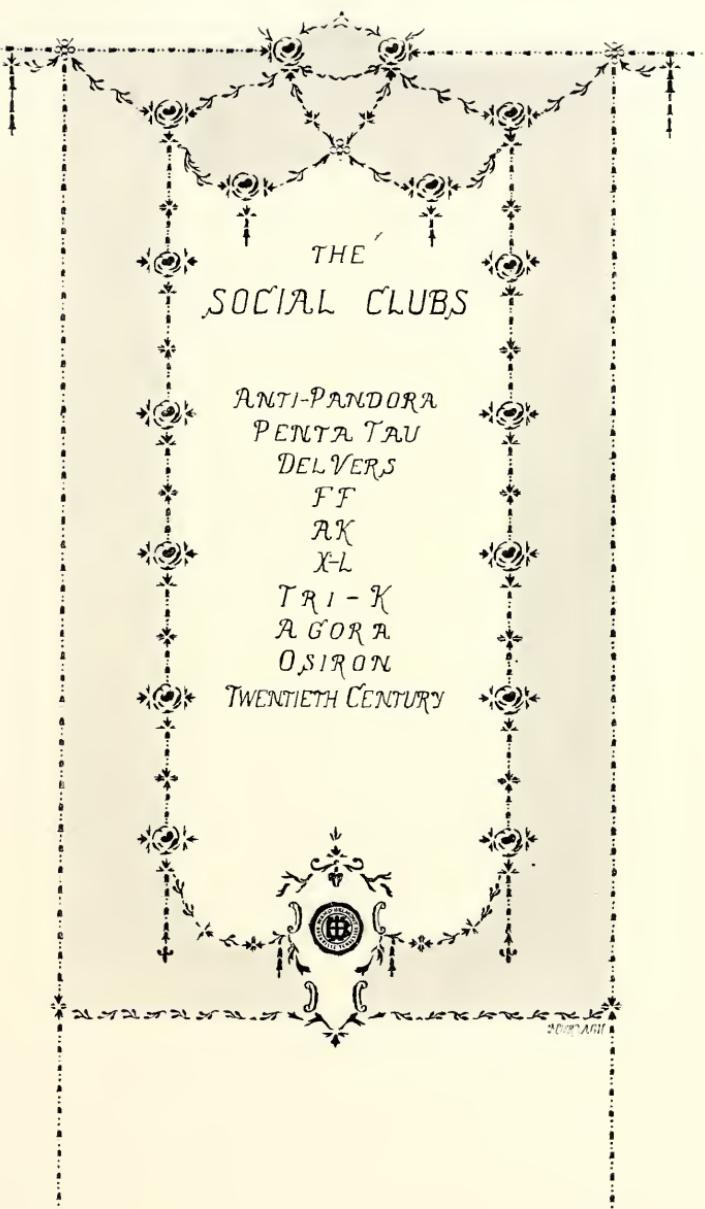 THE
SOCIAL CLUBS
ANTI-PANDORA
PENTA TAU
DEL VERS
FF
AK
X-L
TRI-K
AGORA
OSIRON
TWENTIETH CENTURY